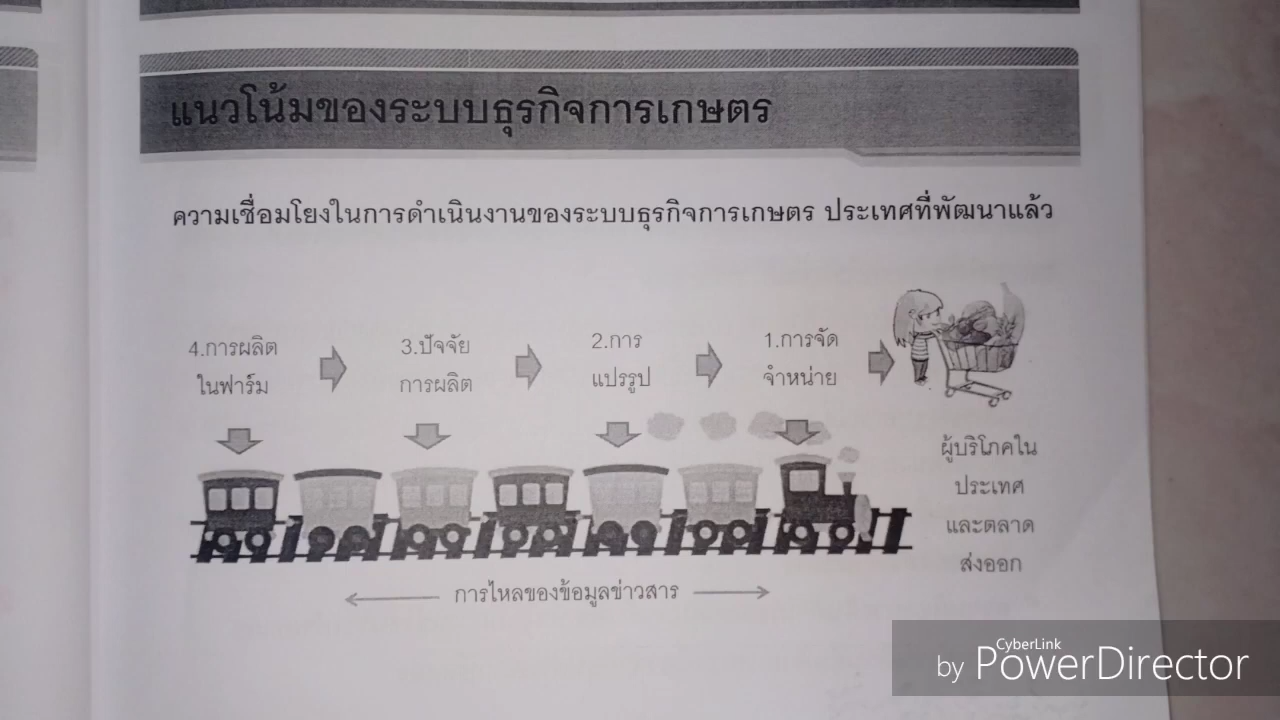 แนวโน้มของระบบธุรกิจการเกษตร
ความเชื่อมโยงในการดำเนินงานของระบบธุรกิจการเกษตร ประเทศที่พัฒนาแล้ว
4.การผลิต
ในฟาร์ม
3.ปัจจัย
การผลิต
2.การ
แปรรูป
1.การจัด
จำหน่าย
ผู้บริโภคใน
ประเทศ
และตลาด
ส่งออก
การไหลของข้อมูลข่าวสาร
CyberLink
by PowerDirector